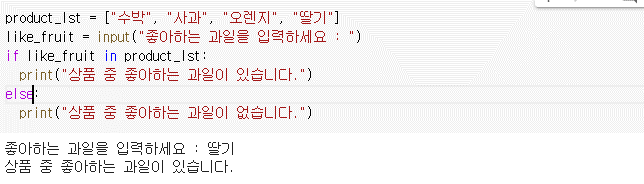 product_lst = ["수박", "사과", "오렌지", "딸기"]
like_fruit = input("좋아하는 과일을 입력하세요 : ")
if like_fruit in product_lst:
  print("상품 중 좋아하는 과일이 있습니다.")
else:
  print("상품 중 좋아하는 과일이 없습니다.")
좋아하는 과일을 입력하세요 : 딸기
상품 중 좋아하는 과일이 있습니다.